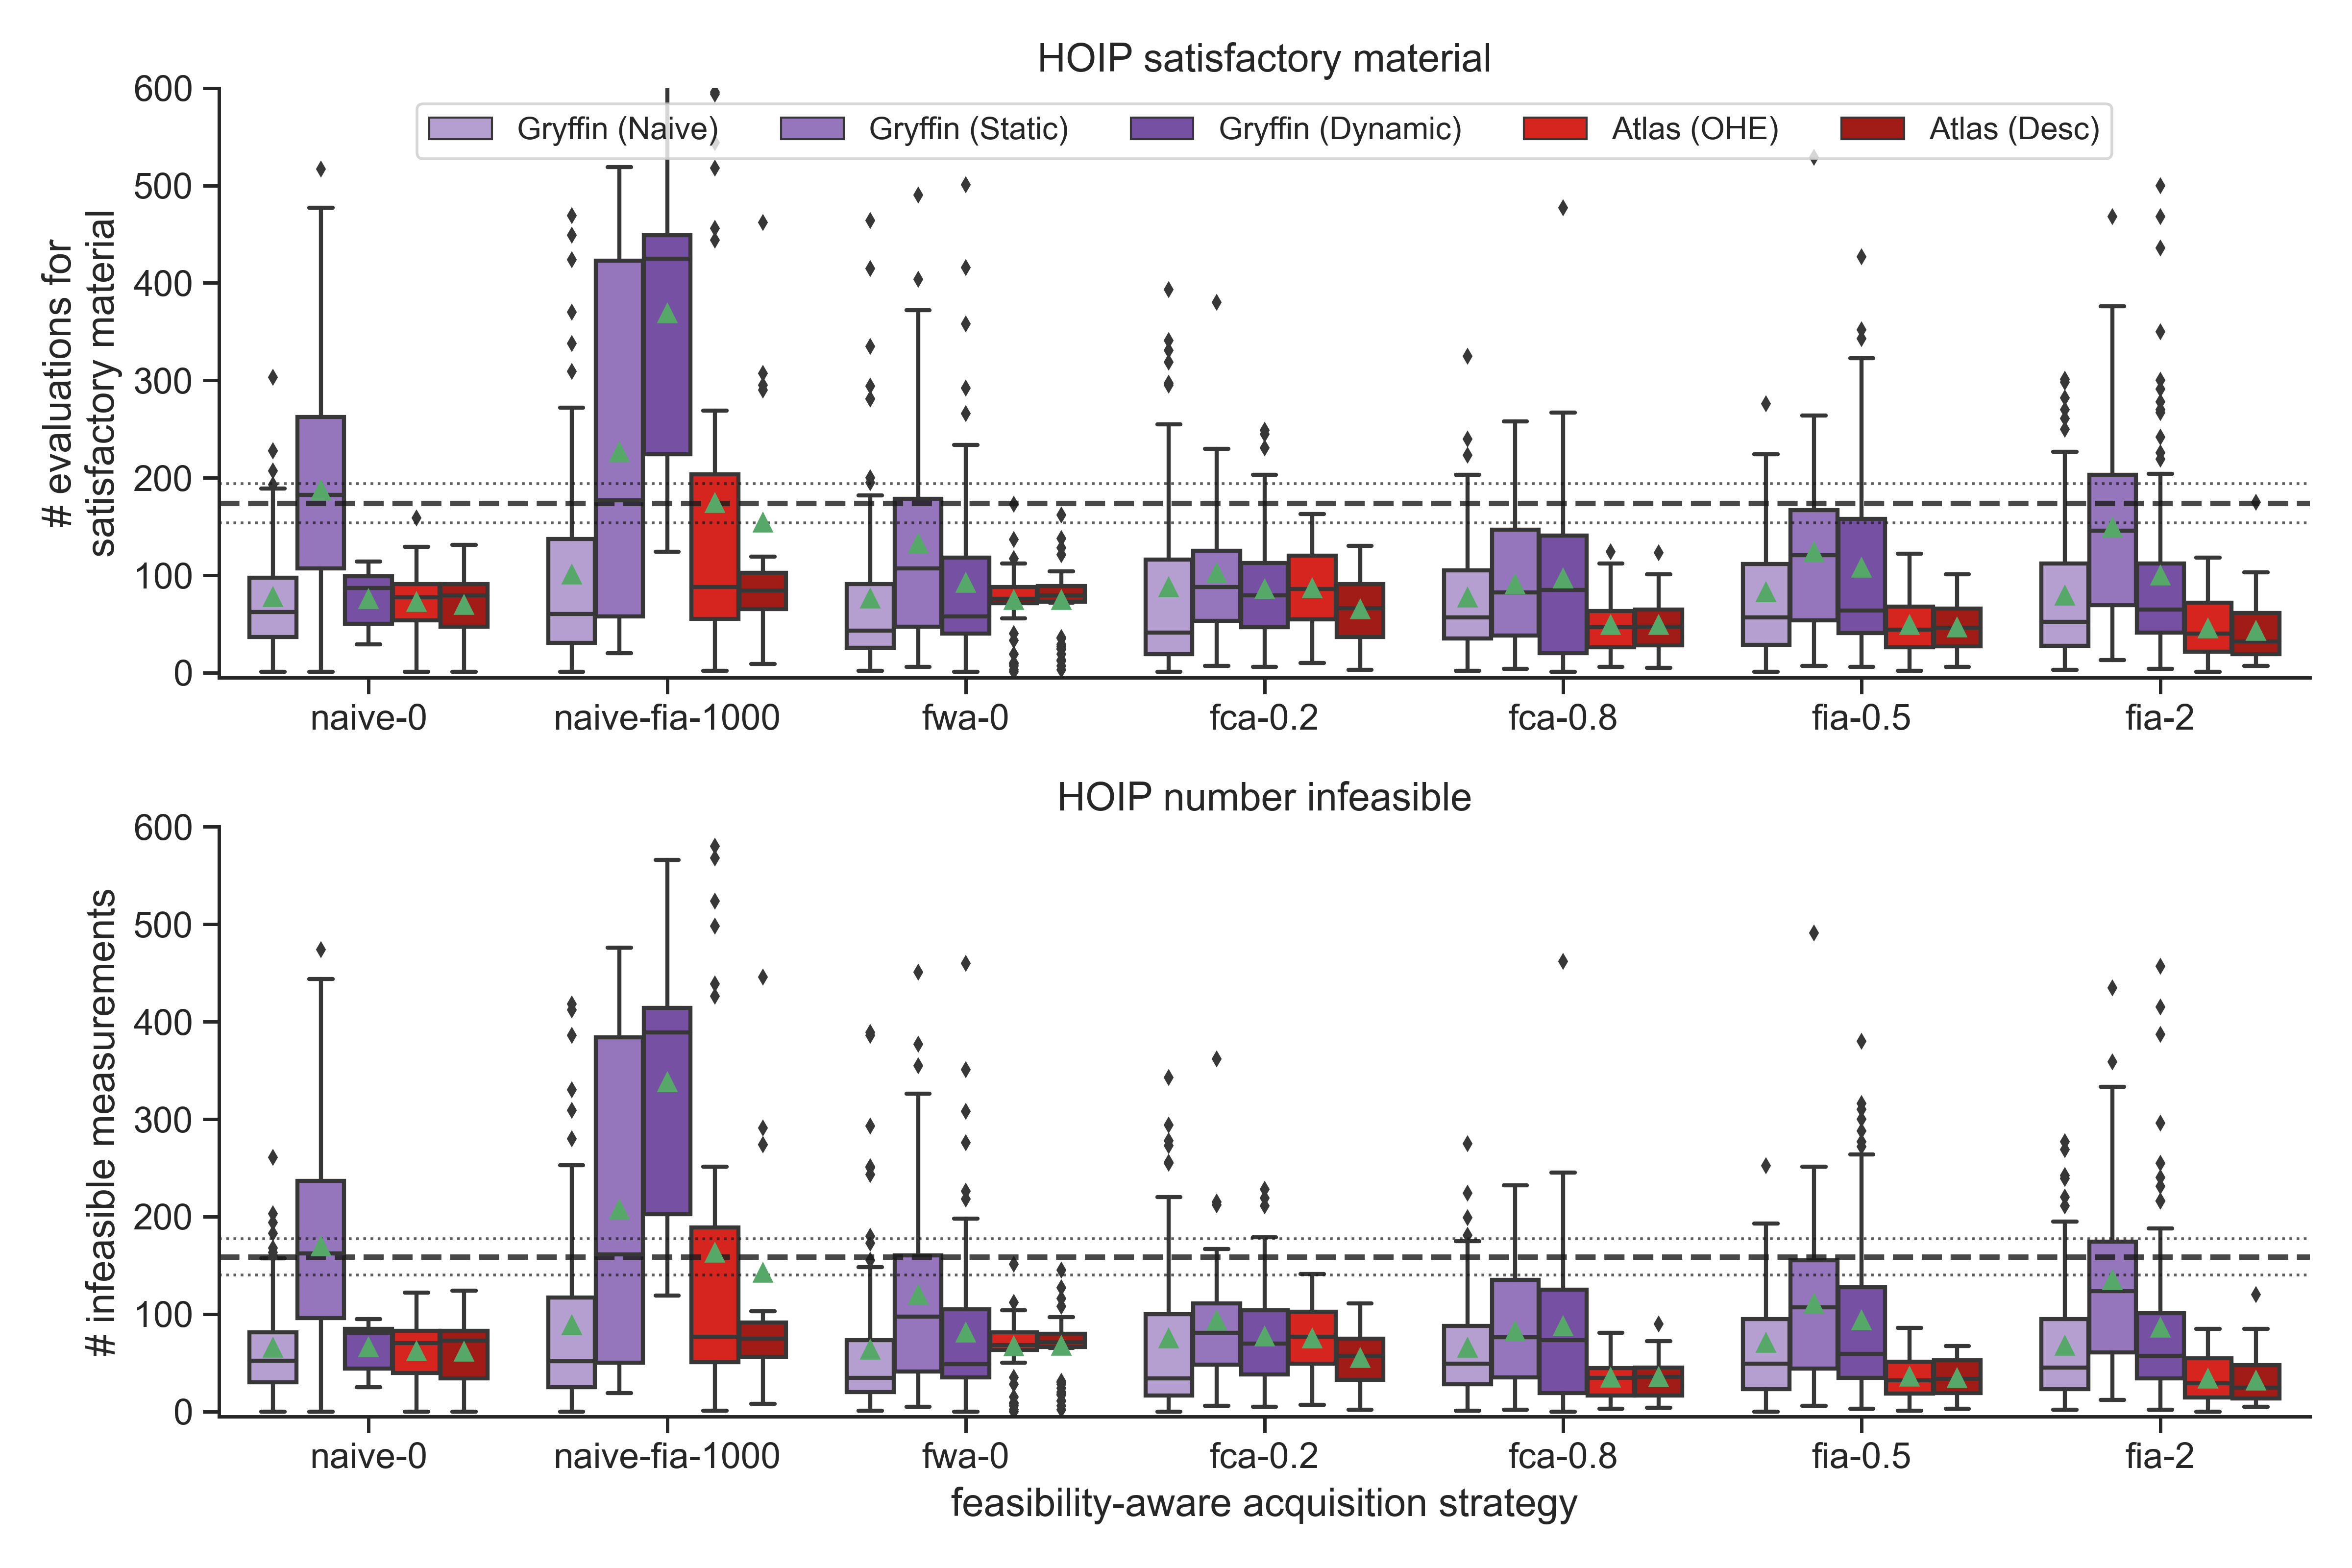 HOIP satisfactory material
600
Gryffin (Naive) Gryffin (Static) Gryffin (Dynamic) Atlas (OHE) Atlas (Desc)
500
400
300
200
100
0
# evaluations for
satisfactory material
naive-0 naive-fia-1000 fwa-0 fca-0.2 fca-0.8 fia-0.5 fia-2
HOIP number infeasible
600
500
400
300
200
100
0
# infeasible measurements
naive-0 naive-fia-1000 fwa-0 fca-0.2 fca-0.8 fia-0.5 fia-2
feasibility-aware acquisition strategy